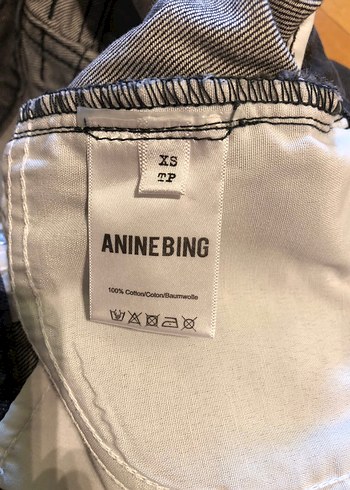 XS
TP
ANINE BING
100% Cotton/Coton/Baumwolle